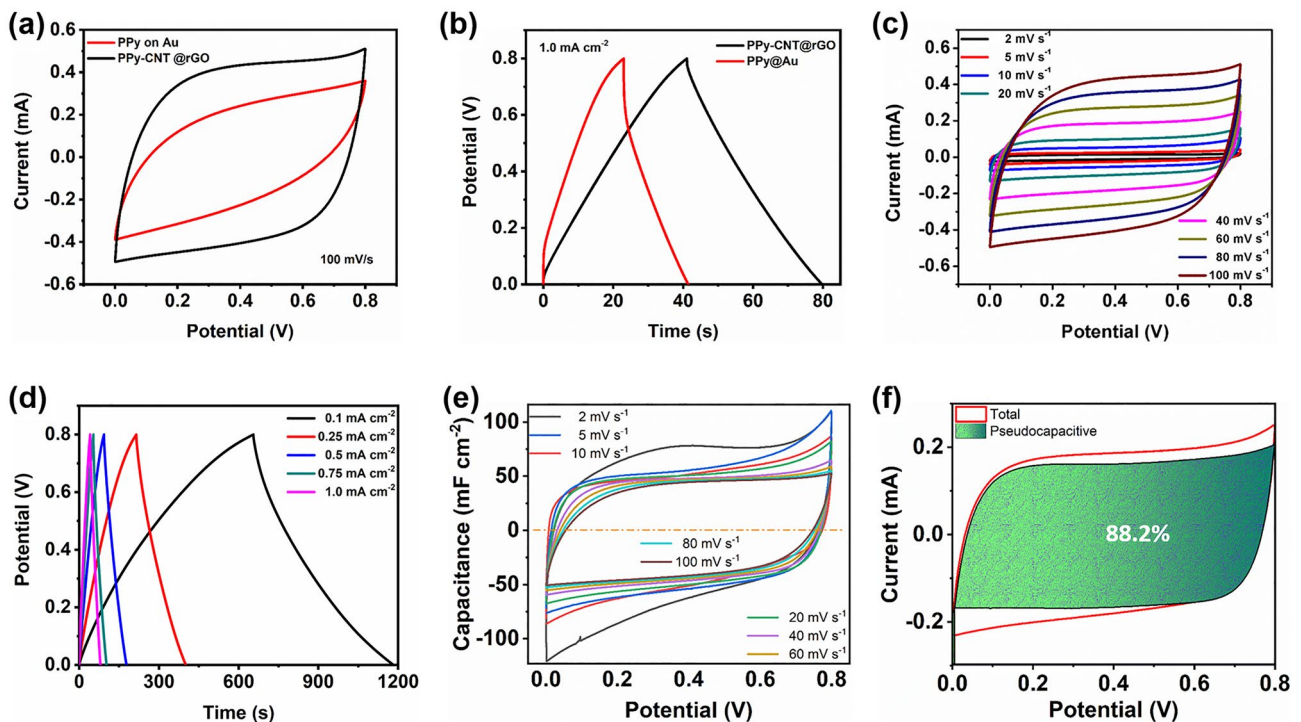 (a)
0.6
0.4
0.2
0.0
-0.2
-0.4
-0.6
Current (mA)
PPy on Au
PPy-CNT @rGO
100 mV/s
0.0 0.2 0.4 0.6 0.8
Potential (V)
(b)
1.0
0.8
0.6
0.4
0.2
0.0
Potential (V)
1.0 mA cm⁻²
PPy-CNT@rGO
PPy@Au
0 20 40 60 80
Time (s)
(c)
0.6
0.4
0.2
0.0
-0.2
-0.4
-0.6
Current (mA)
2 mV s⁻¹
5 mV s⁻¹
10 mV s⁻¹
20 mV s⁻¹
40 mV s⁻¹
60 mV s⁻¹
80 mV s⁻¹
100 mV s⁻¹
0.0 0.2 0.4 0.6 0.8
Potential (V)
(d)
1.0
0.8
0.6
0.4
0.2
0.0
Potential (V)
0.1 mA cm⁻²
0.25 mA cm⁻²
0.5 mA cm⁻²
0.75 mA cm⁻²
1.0 mA cm⁻²
0 300 600 900 1200
Time (s)
(e)
100
50
0
-50
-100
Capacitance (mF cm⁻²)
2 mV s⁻¹
5 mV s⁻¹
10 mV s⁻¹
80 mV s⁻¹
100 mV s⁻¹
20 mV s⁻¹
40 mV s⁻¹
60 mV s⁻¹
0.0 0.2 0.4 0.6 0.8
Potential (V)
(f)
0.2
0.0
-0.2
Current (mA)
Total
Pseudocapacitive
88.2%
0.0 0.2 0.4 0.6 0.8
Potential (V)